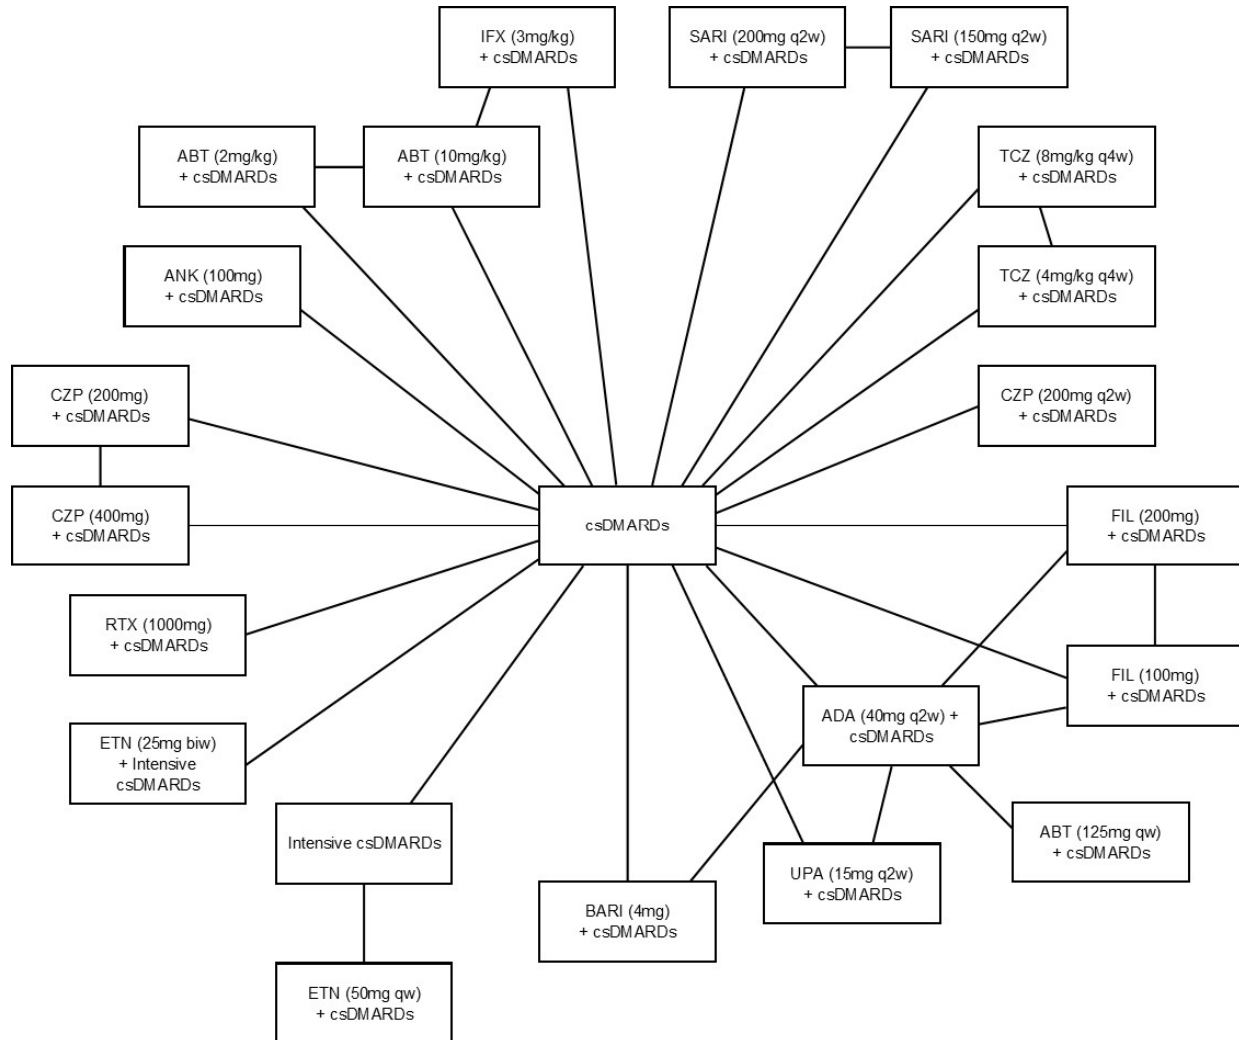 IFX (3mg/kg)
+ csDMARDs
SARI (200mg q2w)
+ csDMARDs
SARI (150mg q2w)
+ csDMARDs
ABT (2mg/kg)
+ csDMARDs
ABT (10mg/kg)
+ csDMARDs
TCZ (8mg/kg q4w)
+ csDMARDs
ANK (100mg)
+ csDMARDs
TCZ (4mg/kg q4w)
+ csDMARDs
CZP (200mg)
+ csDMARDs
CZP (200mg q2w)
+ csDMARDs
CZP (400mg)
+ csDMARDs
csDMARDs
FIL (200mg)
+ csDMARDs
RTX (1000mg)
+ csDMARDs
FIL (100mg)
+ csDMARDs
ETN (25mg biw)
+ Intensive
csDMARDs
ADA (40mg q2w) +
csDMARDs
Intensive csDMARDs
ABT (125mg qw)
+ csDMARDs
UPA (15mg q2w)
+ csDMARDs
BARI (4mg)
+ csDMARDs
ETN (50mg qw)
+ csDMARDs